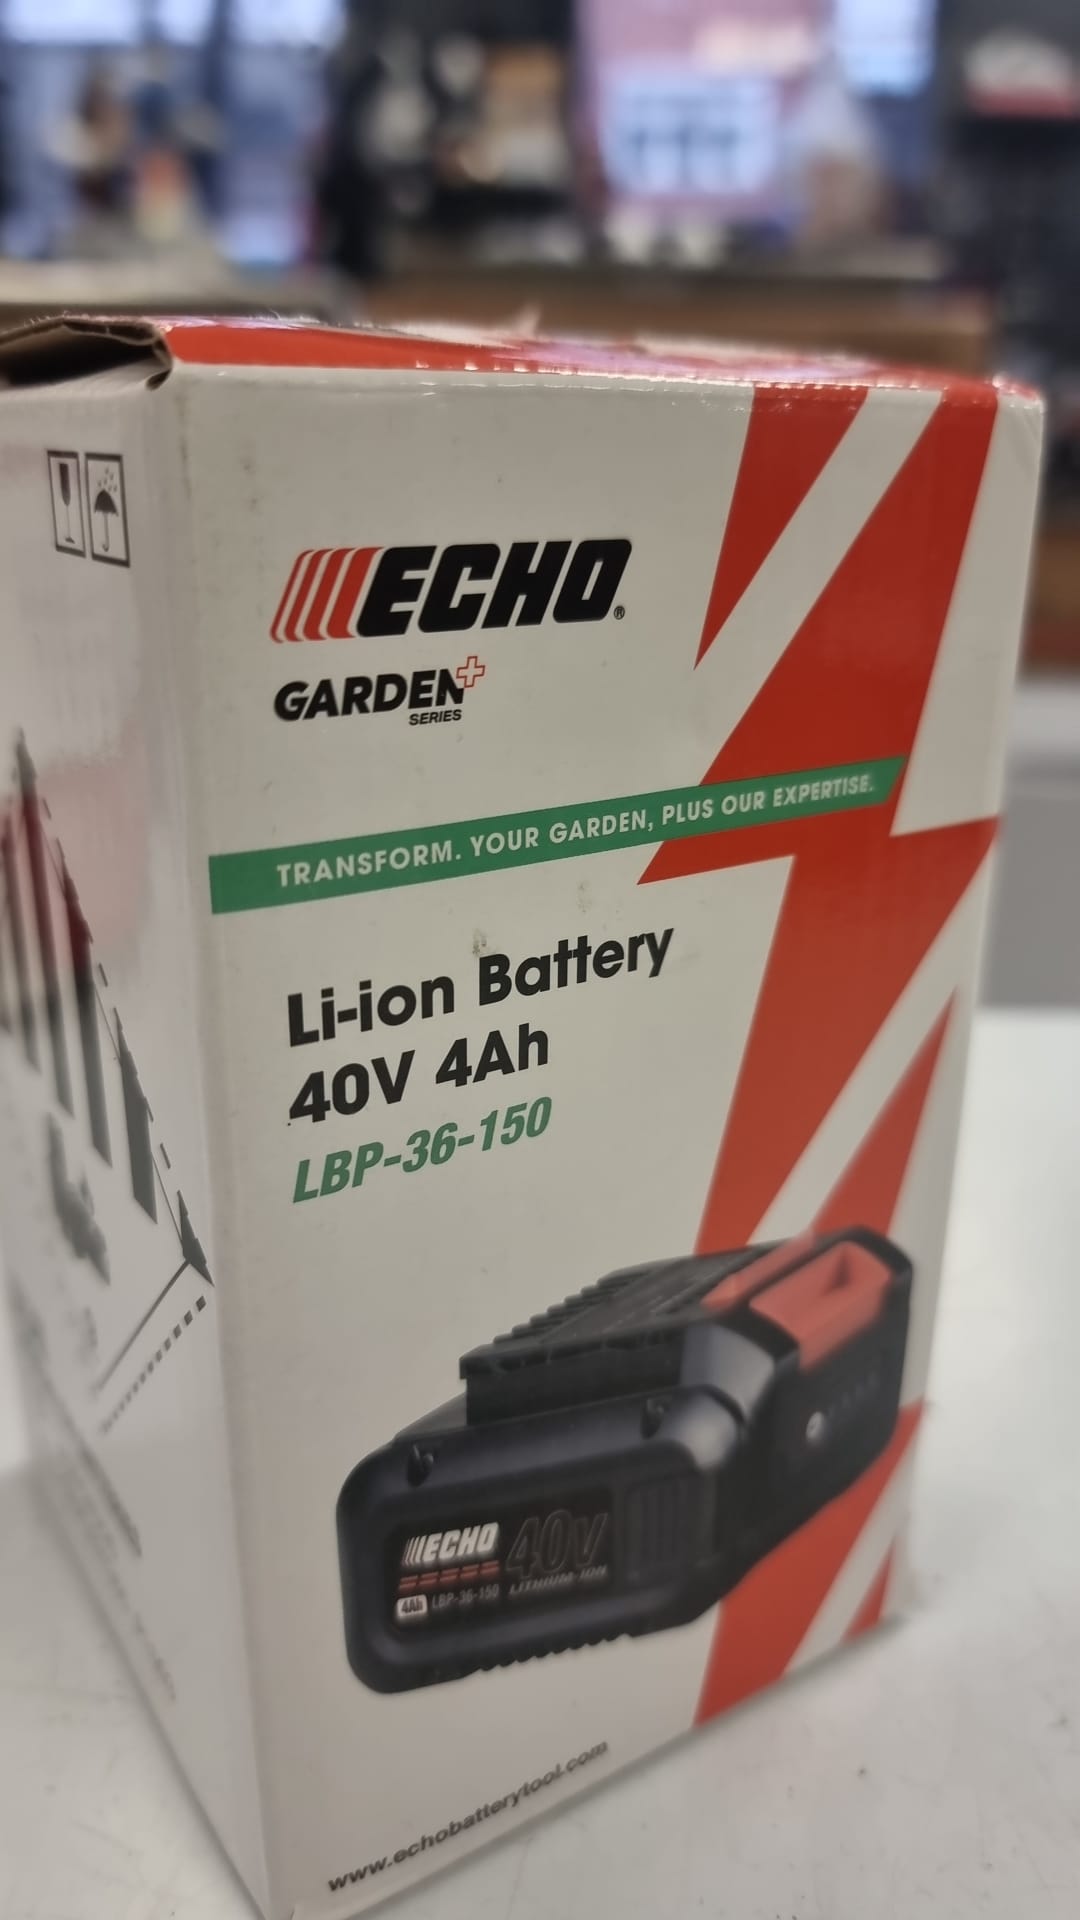 ECHO®
GARDEN+
SERIES
TRANSFORM. YOUR GARDEN, PLUS OUR EXPERTISE.
Li-ion Battery
40V 4Ah
LBP-36-150
ECHO 40V
LITHIUM-ION
4Ah LBP-36-150
www.echobatterytool.com